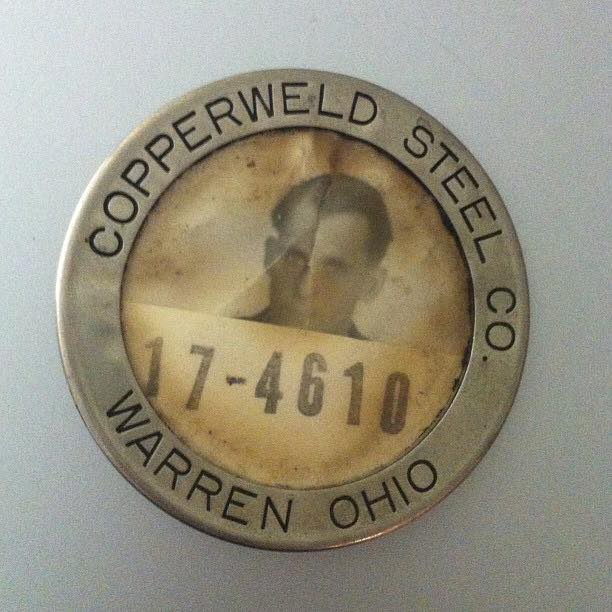 COPPERWELD STEEL CO.
17-4610
WARREN OHIO